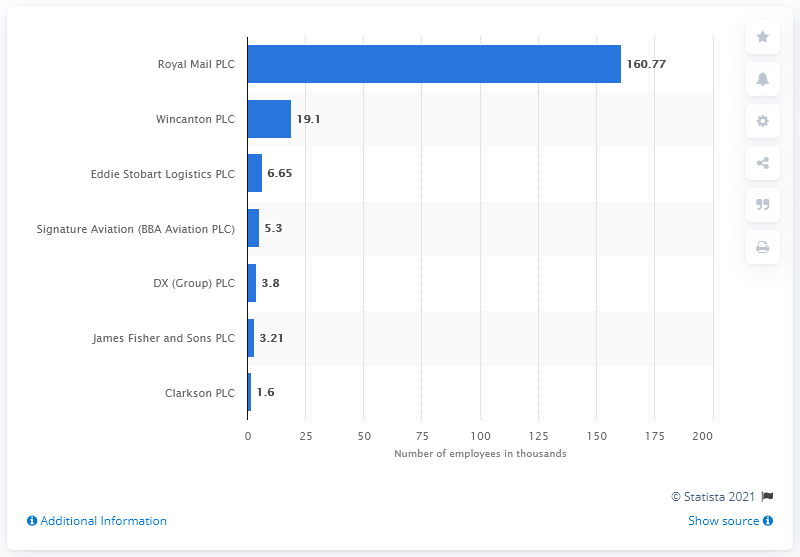 Royal Mail PLC 160.77
Wincanton PLC 19.1
Eddie Stobart Logistics PLC 6.65
Signature Aviation (BBA Aviation PLC) 5.3
DX (Group) PLC 3.8
James Fisher and Sons PLC 3.21
Clarkson PLC 1.6
0 25 50 75 100 125 150 175 200
Number of employees in thousands
© Statista 2021
Additional Information Show source